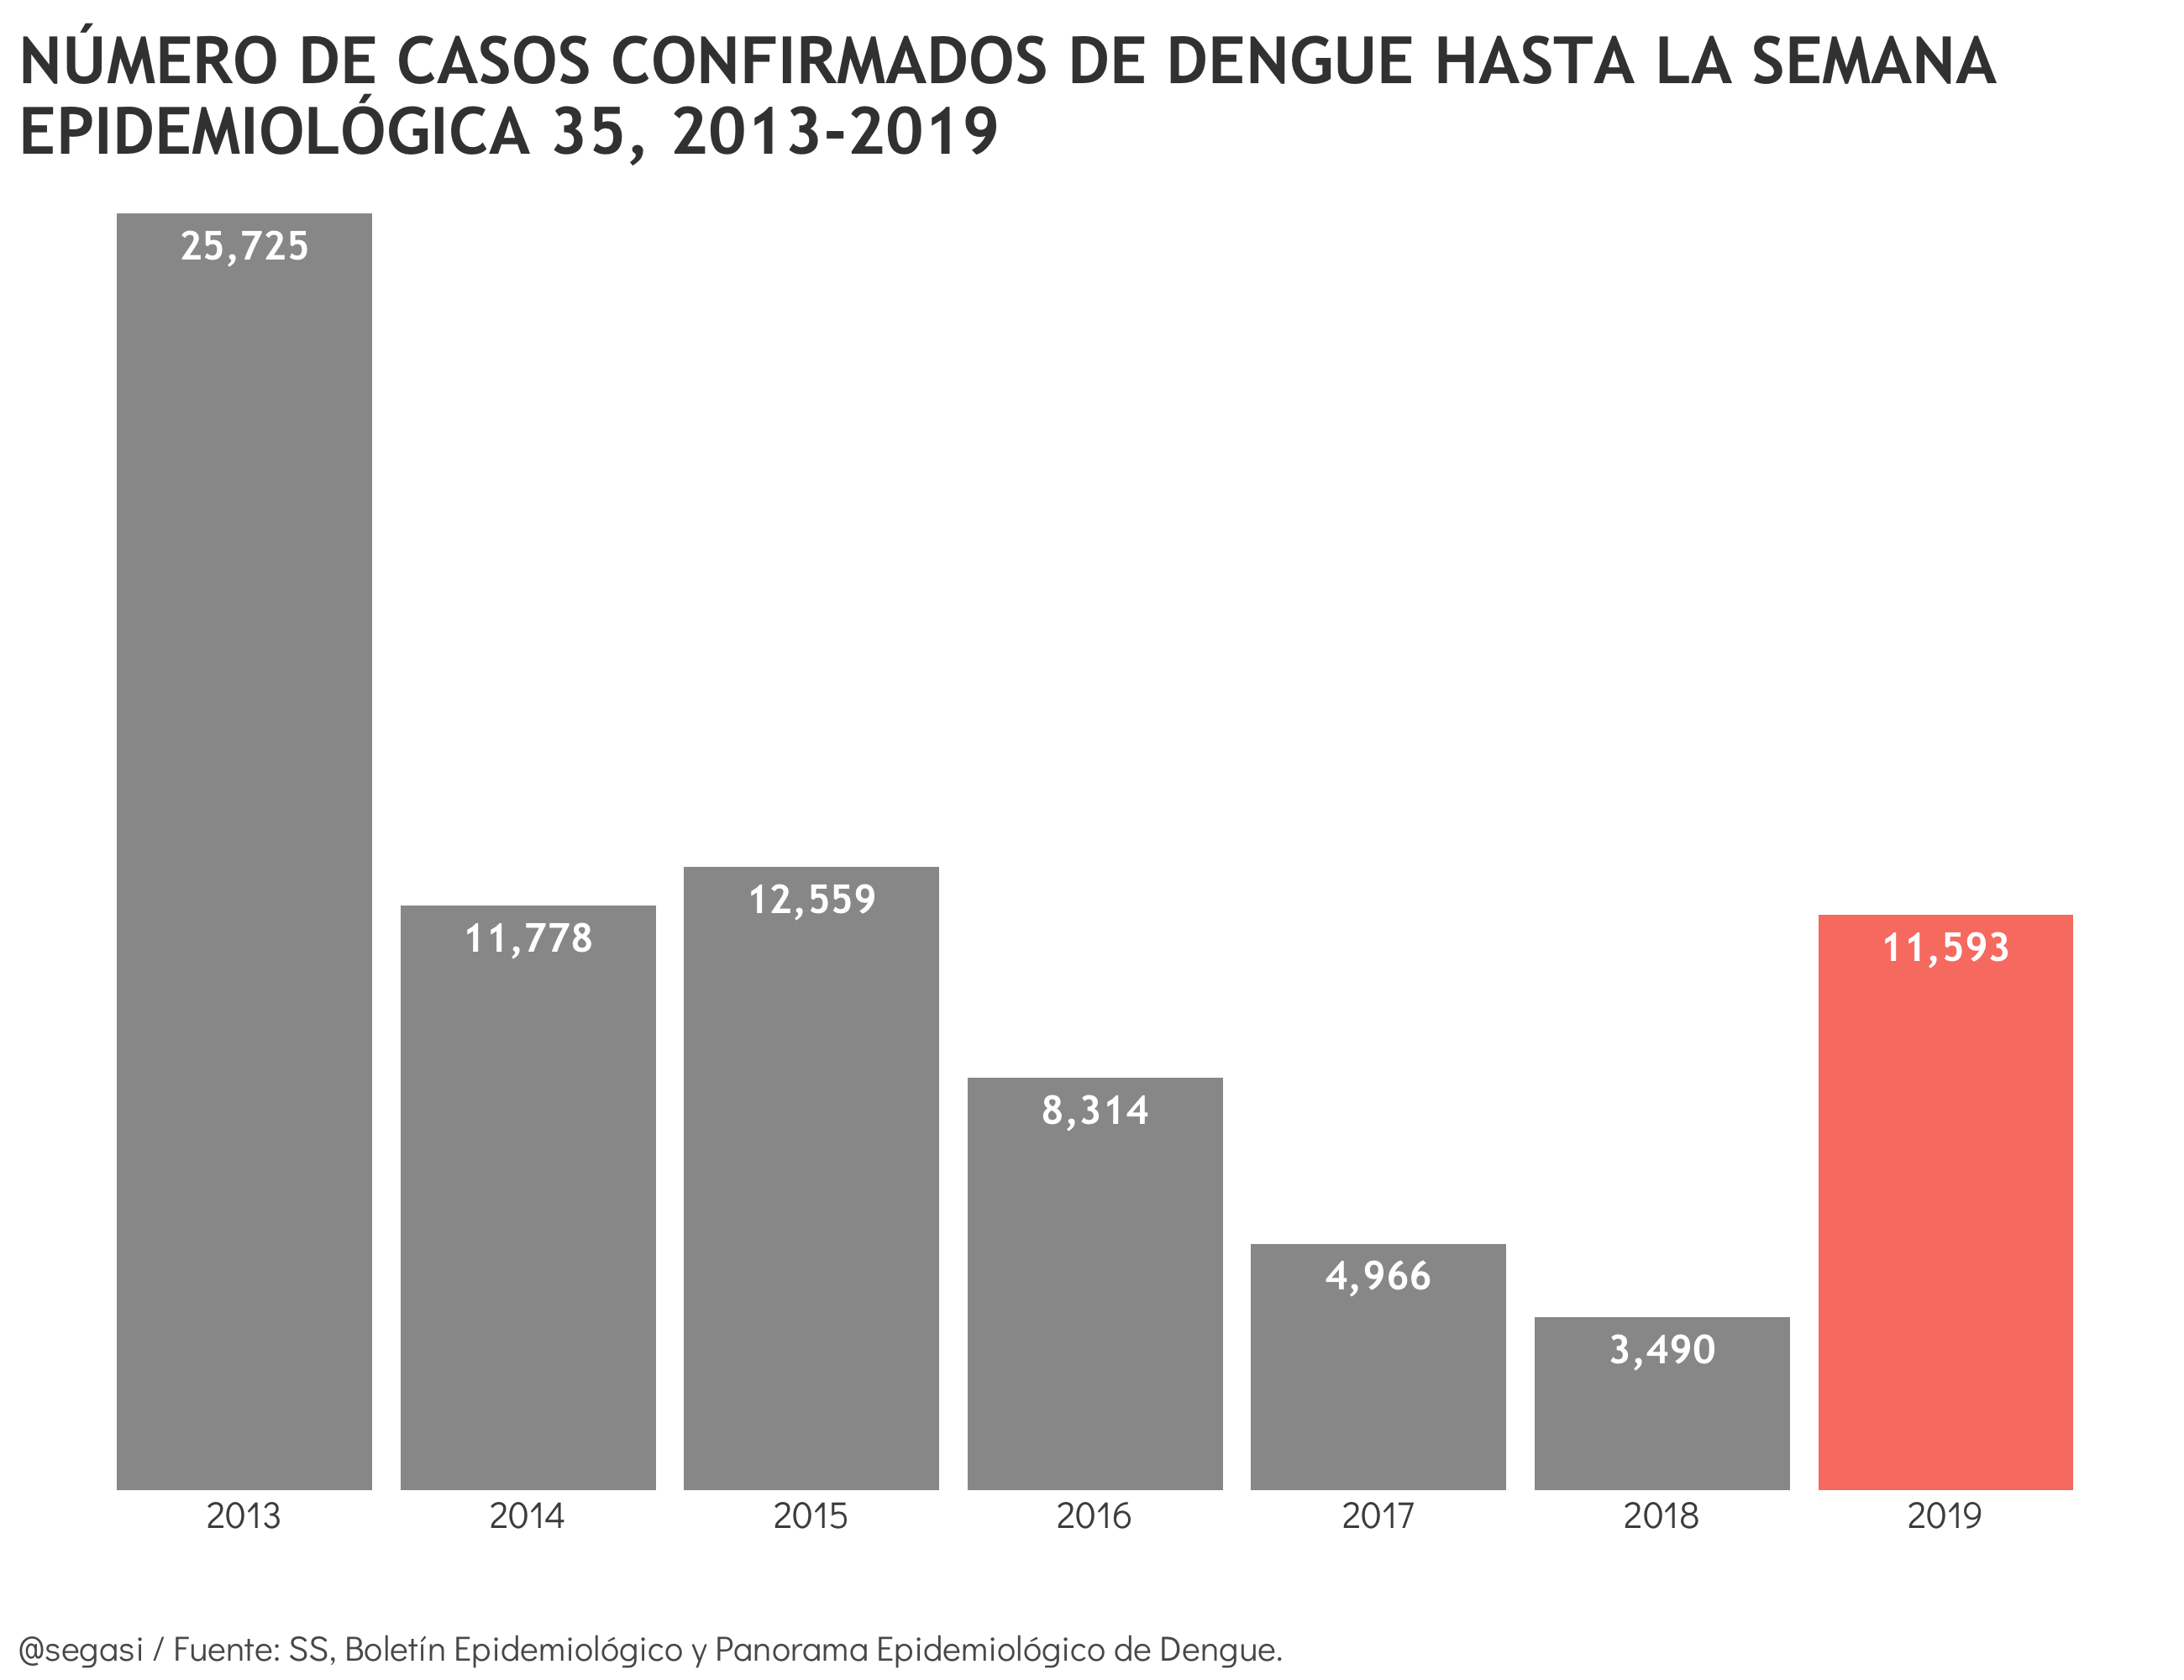 NÚMERO DE CASOS CONFIRMADOS DE DENGUE HASTA LA SEMANA
EPIDEMIOLÓGICA 35, 2013-2019
25,725
11,778
12,559
8,314
4,966
3,490
11,593
2013 2014 2015 2016 2017 2018 2019
@segasi / Fuente: SS, Boletín Epidemiológico y Panorama Epidemiológico de Dengue.